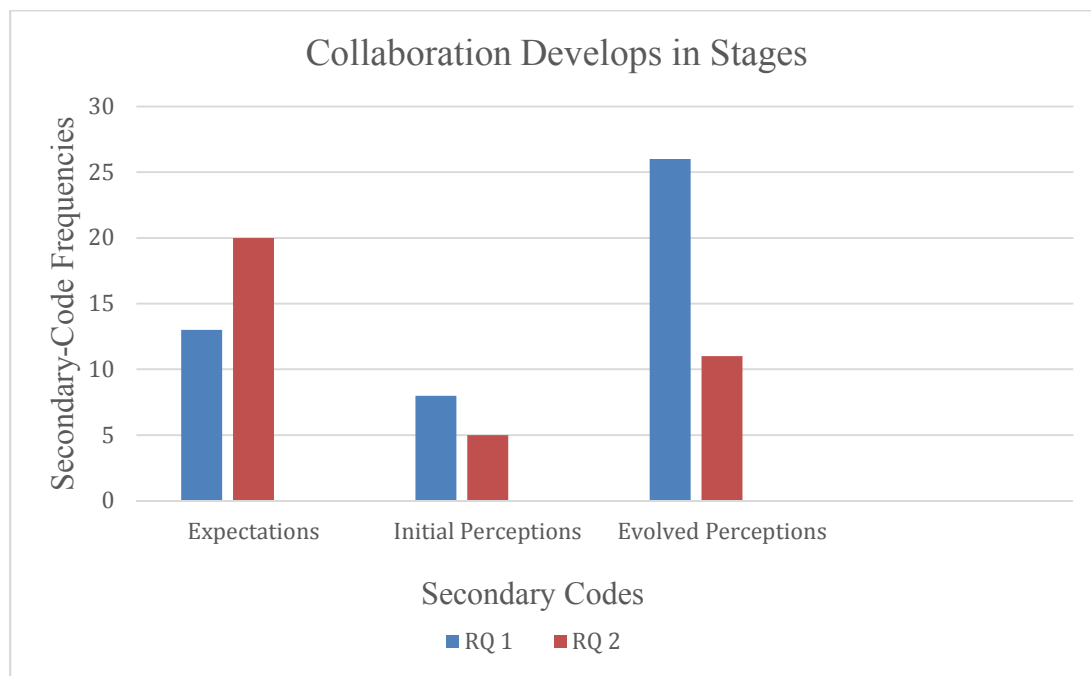 Collaboration Develops in Stages
Secondary-Code Frequencies
30
25
20
15
10
5
0
Expectations Initial Perceptions Evolved Perceptions
Secondary Codes
RQ 1 RQ 2